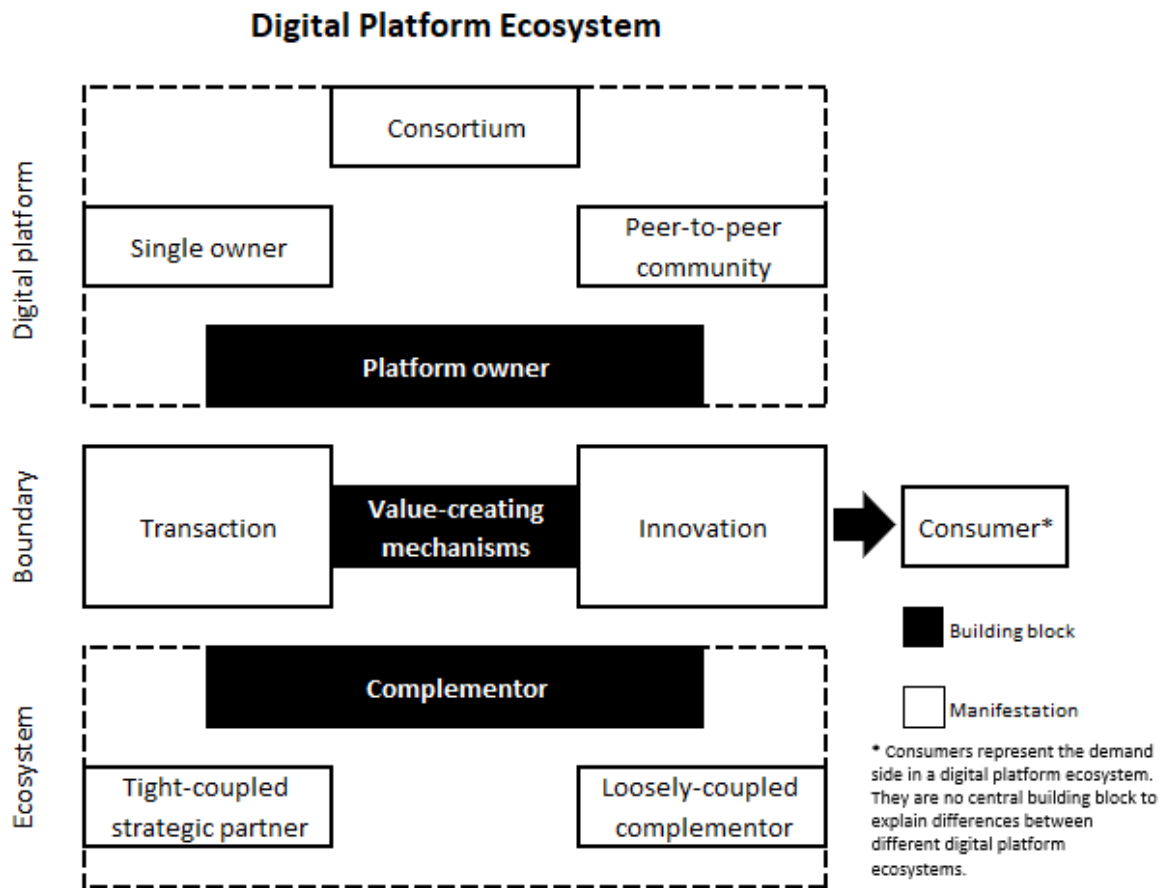 Digital Platform Ecosystem
Digital platform
Consortium
Single owner
Peer-to-peer
community
Platform owner
Boundary
Transaction
Value-creating
mechanisms
Innovation
Consumer*
Building block
Manifestation
Ecosystem
Complementor
Tight-coupled
strategic partner
Loosely-coupled
complementor
* Consumers represent the demand
side in a digital platform ecosystem.
They are no central building block to
explain differences between
different digital platform
ecosystems.